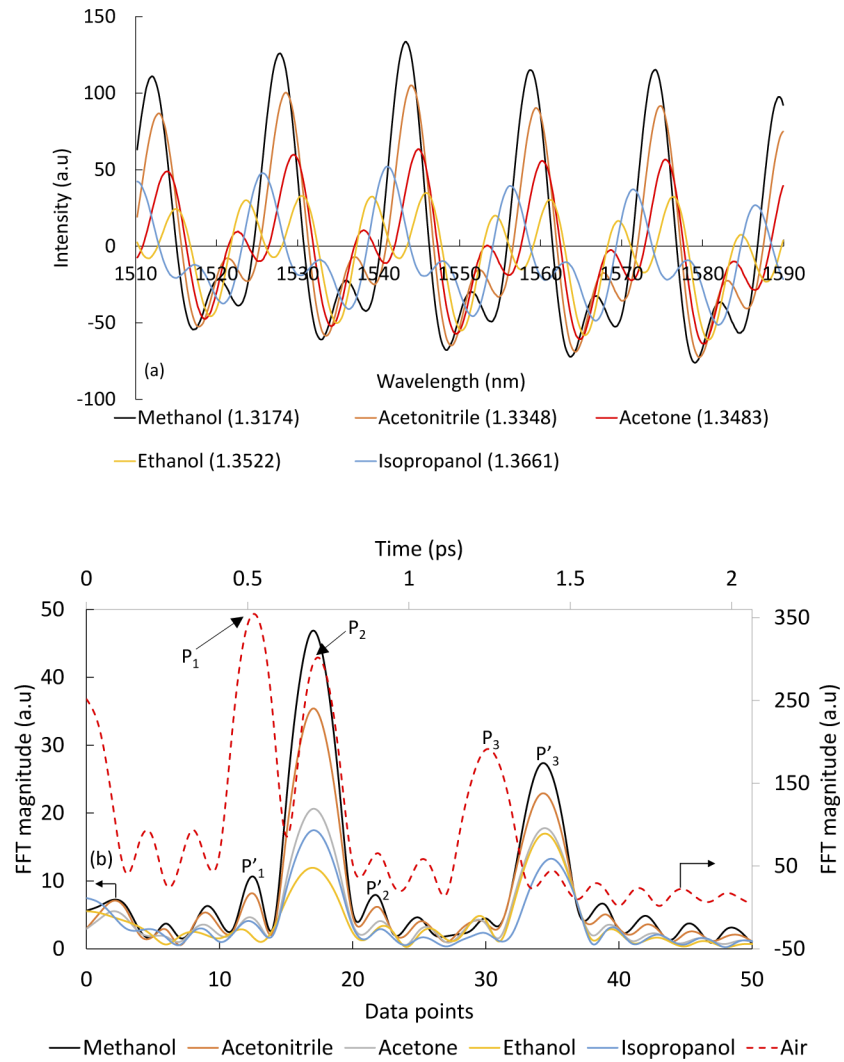 150
100
50
0
-50
-100
Intensity (a.u)
1510 1520 1530 1540 1550 1560 1570 1580 1590
(a)
Wavelength (nm)
Methanol (1.3174) Acetonitrile (1.3348) Acetone (1.3483)
Ethanol (1.3522) Isopropanol (1.3661)
Time (ps)
0 0.5 1 1.5 2
50
40
30
20
10
0
FFT magnitude (a.u)
350
250
150
50
-50
FFT magnitude (a.u)
P1
P2
P3
P'3
(b)
P'1
P'2
0 10 20 30 40 50
Data points
Methanol Acetonitrile Acetone Ethanol Isopropanol Air